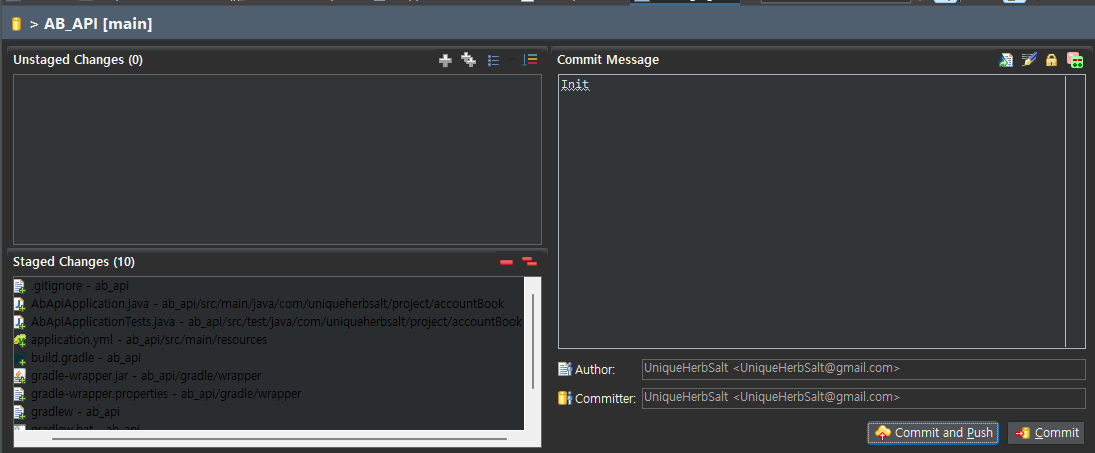 > AB_API [main]
Unstaged Changes (0)
Commit Message
Init
Staged Changes (10)
.gitignore - ab_api
AbApiApplication.java - ab_api/src/main/java/com/uniqueherbsalt/project/accountBook
AbApiApplicationTests.java - ab_api/src/test/java/com/uniqueherbsalt/project/accountBook
application.yml - ab_api/src/main/resources
build.gradle - ab_api
gradle-wrapper.jar - ab_api/gradle/wrapper
gradle-wrapper.properties - ab_api/gradle/wrapper
gradlew - ab_api
gradlew.bat - ab_api
Author: UniqueHerbSalt <UniqueHerbSalt@gmail.com>
Committer: UniqueHerbSalt <UniqueHerbSalt@gmail.com>
Commit and Push
Commit